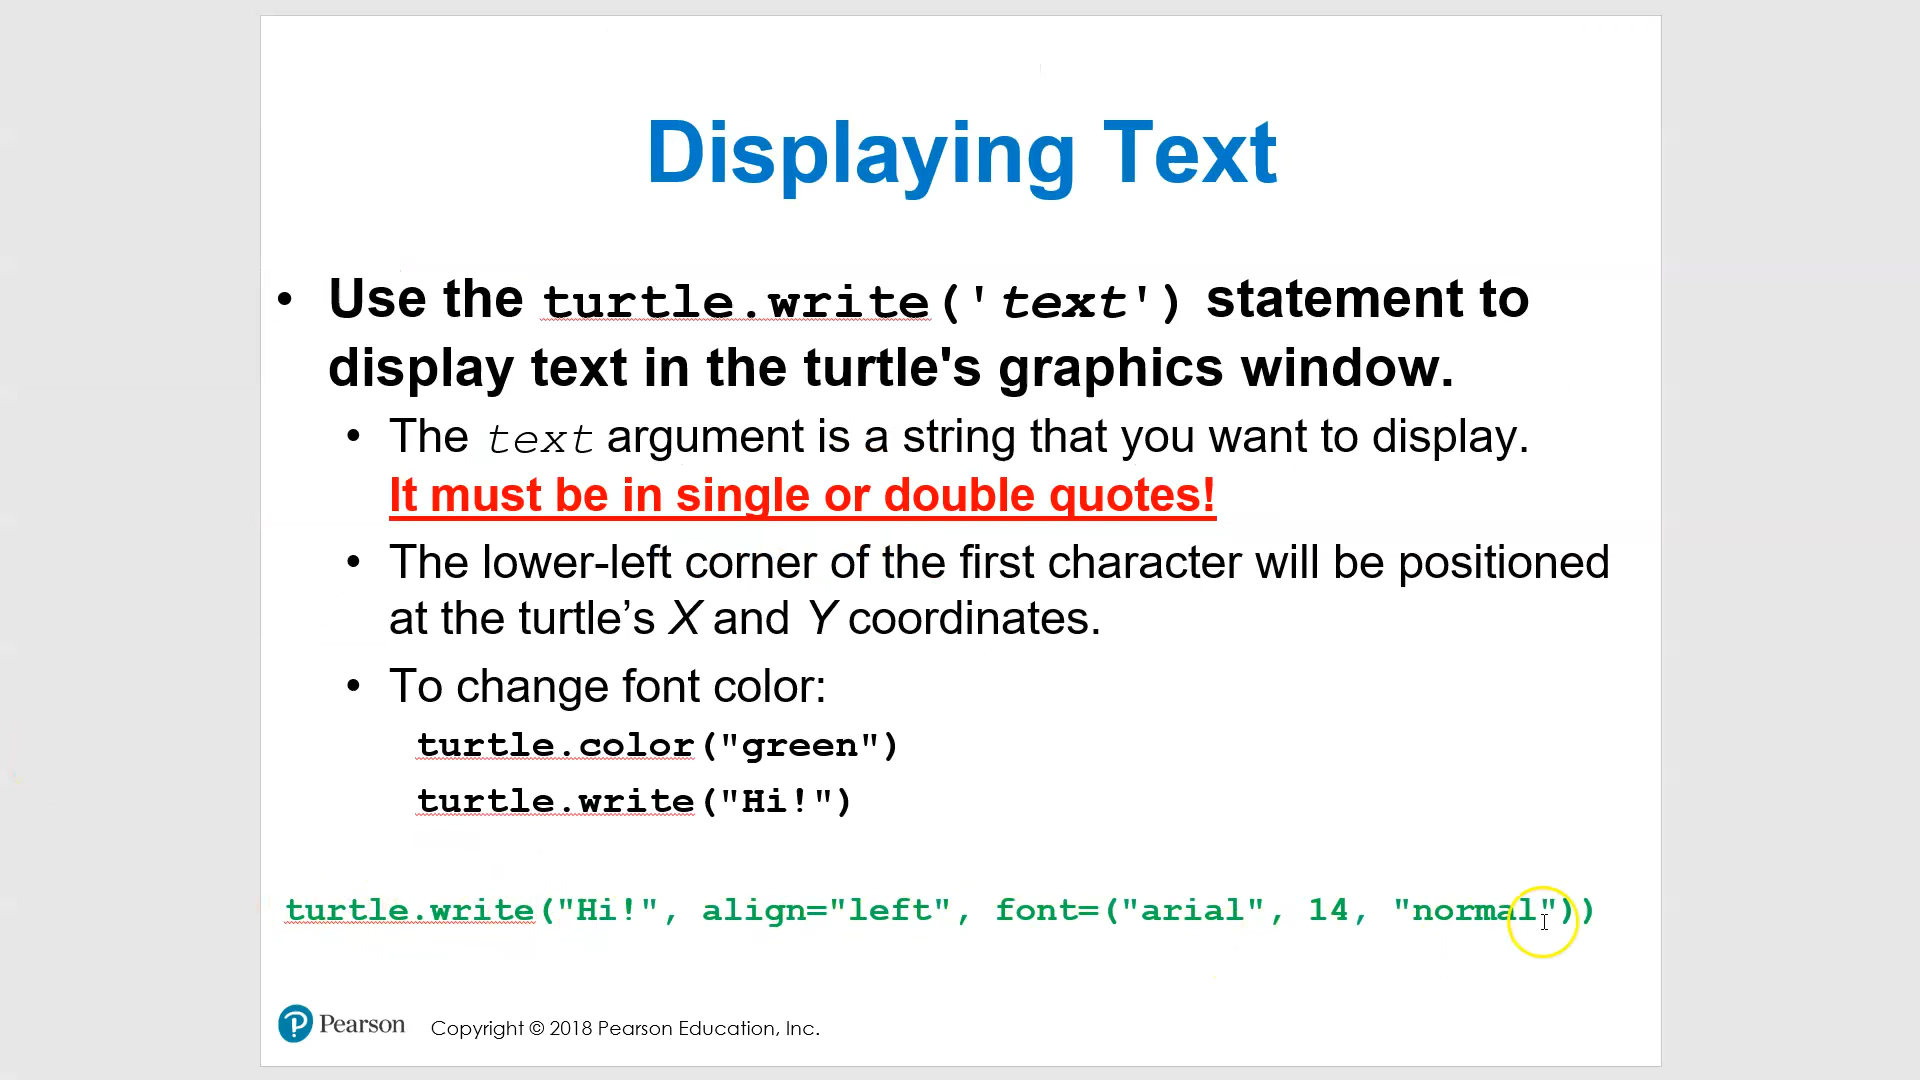 Displaying Text
• Use the turtle.write('text') statement to
display text in the turtle's graphics window.
• The text argument is a string that you want to display.
It must be in single or double quotes!
• The lower-left corner of the first character will be positioned
at the turtle’s X and Y coordinates.
• To change font color:
turtle.color("green")
turtle.write("Hi!")
turtle.write("Hi!", align="left", font=("arial", 14, "normal"))
Pearson Copyright © 2018 Pearson Education, Inc.